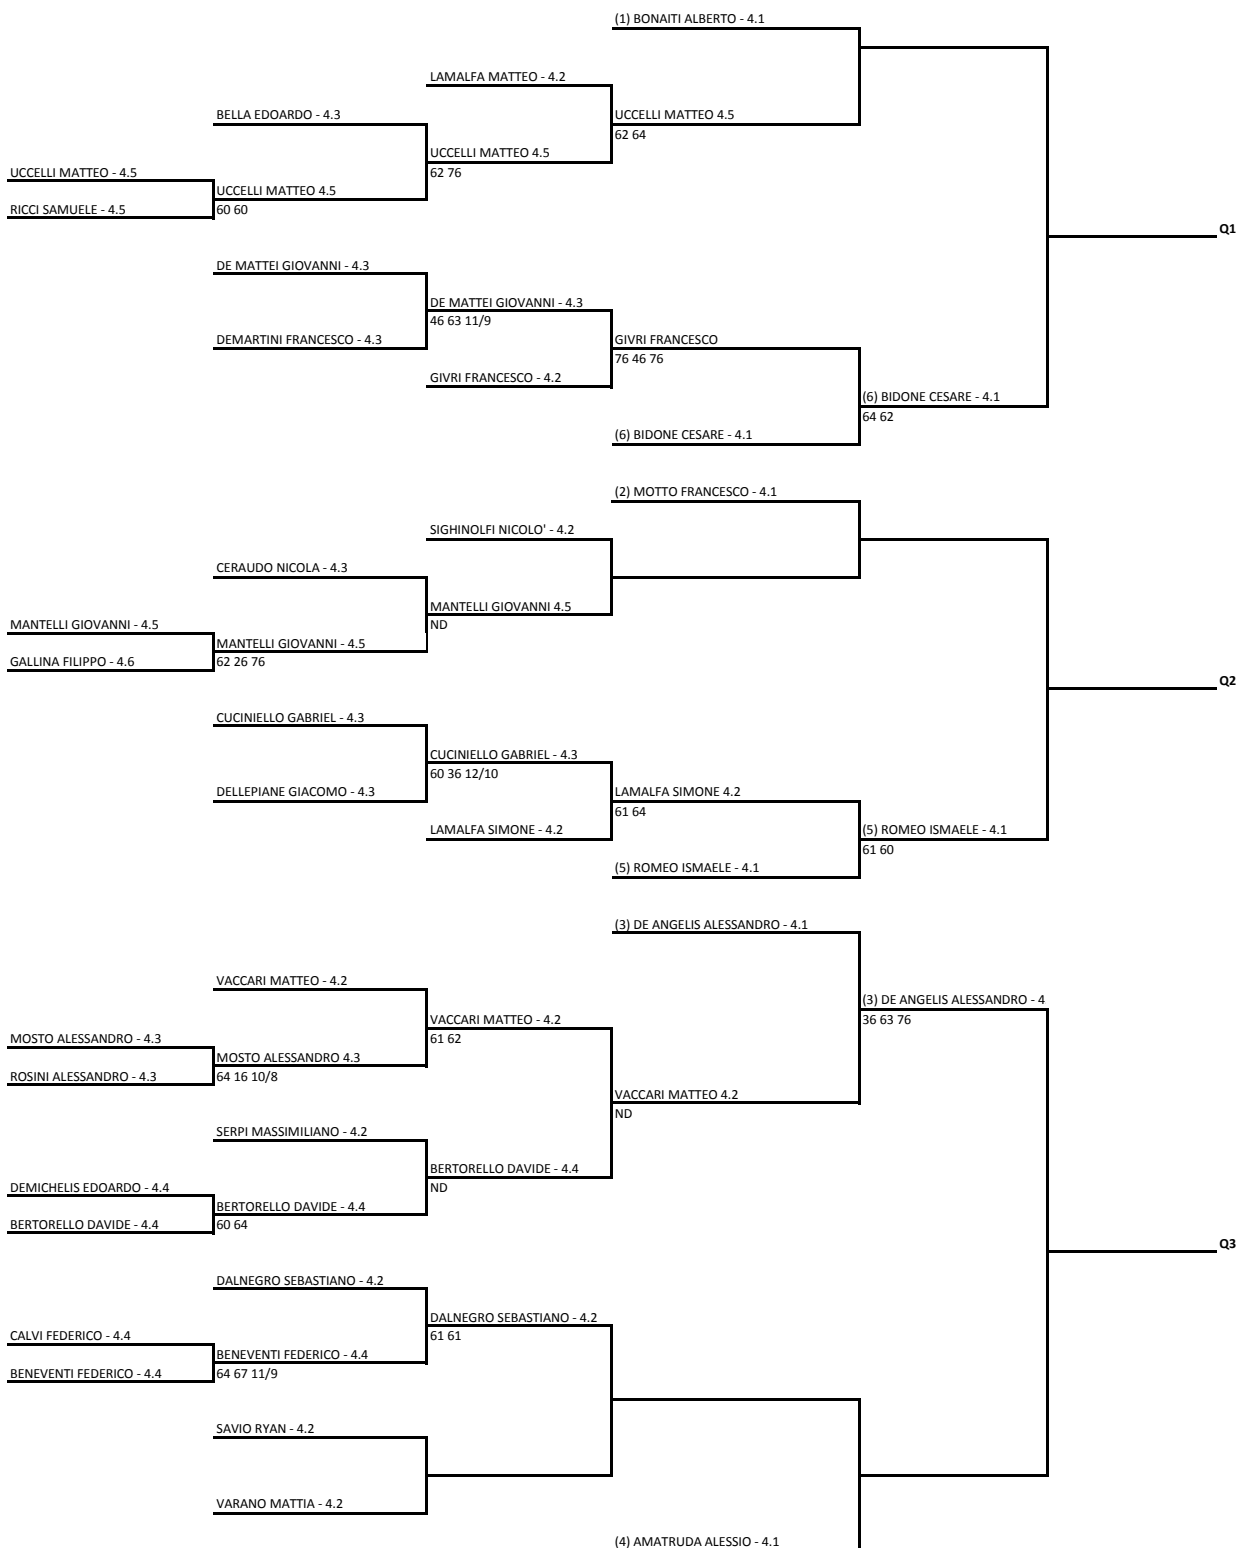 (1) BONAITI ALBERTO - 4.1
LAMALFA MATTEO - 4.2
BELLA EDOARDO - 4.3
UCCELLI MATTEO 4.5
62 64
UCCELLI MATTEO 4.5
62 76
UCCELLI MATTEO - 4.5
UCCELLI MATTEO 4.5
RICCI SAMUELE - 4.5
60 60
Q1
DE MATTEI GIOVANNI - 4.3
DE MATTEI GIOVANNI - 4.3
46 63 11/9
DEMARTINI FRANCESCO - 4.3
GIVRI FRANCESCO
76 46 76
GIVRI FRANCESCO - 4.2
(6) BIDONE CESARE - 4.1
64 62
(6) BIDONE CESARE - 4.1
(2) MOTTO FRANCESCO - 4.1
SIGHINOLFI NICOLO' - 4.2
CERAUDO NICOLA - 4.3
MANTELLI GIOVANNI 4.5
ND
MANTELLI GIOVANNI - 4.5
MANTELLI GIOVANNI - 4.5
GALLINA FILIPPO - 4.6
62 26 76
Q2
CUCINIELLO GABRIEL - 4.3
CUCINIELLO GABRIEL - 4.3
60 36 12/10
DELLEPIANE GIACOMO - 4.3
LAMALFA SIMONE 4.2
61 64
LAMALFA SIMONE - 4.2
(5) ROMEO ISMAELE - 4.1
61 60
(5) ROMEO ISMAELE - 4.1
(3) DE ANGELIS ALESSANDRO - 4.1
VACCARI MATTEO - 4.2
(3) DE ANGELIS ALESSANDRO - 4
36 63 76
VACCARI MATTEO - 4.2
61 62
MOSTO ALESSANDRO - 4.3
MOSTO ALESSANDRO 4.3
ROSINI ALESSANDRO - 4.3
64 16 10/8
VACCARI MATTEO 4.2
ND
SERPI MASSIMILIANO - 4.2
BERTORELLO DAVIDE - 4.4
ND
DEMICHELIS EDOARDO - 4.4
BERTORELLO DAVIDE - 4.4
BERTORELLO DAVIDE - 4.4
60 64
Q3
DALNEGRO SEBASTIANO - 4.2
DALNEGRO SEBASTIANO - 4.2
61 61
CALVI FEDERICO - 4.4
BENEVENTI FEDERICO - 4.4
BENEVENTI FEDERICO - 4.4
64 67 11/9
SAVIO RYAN - 4.2
VARANO MATTIA - 4.2
(4) AMATRUDA ALESSIO - 4.1